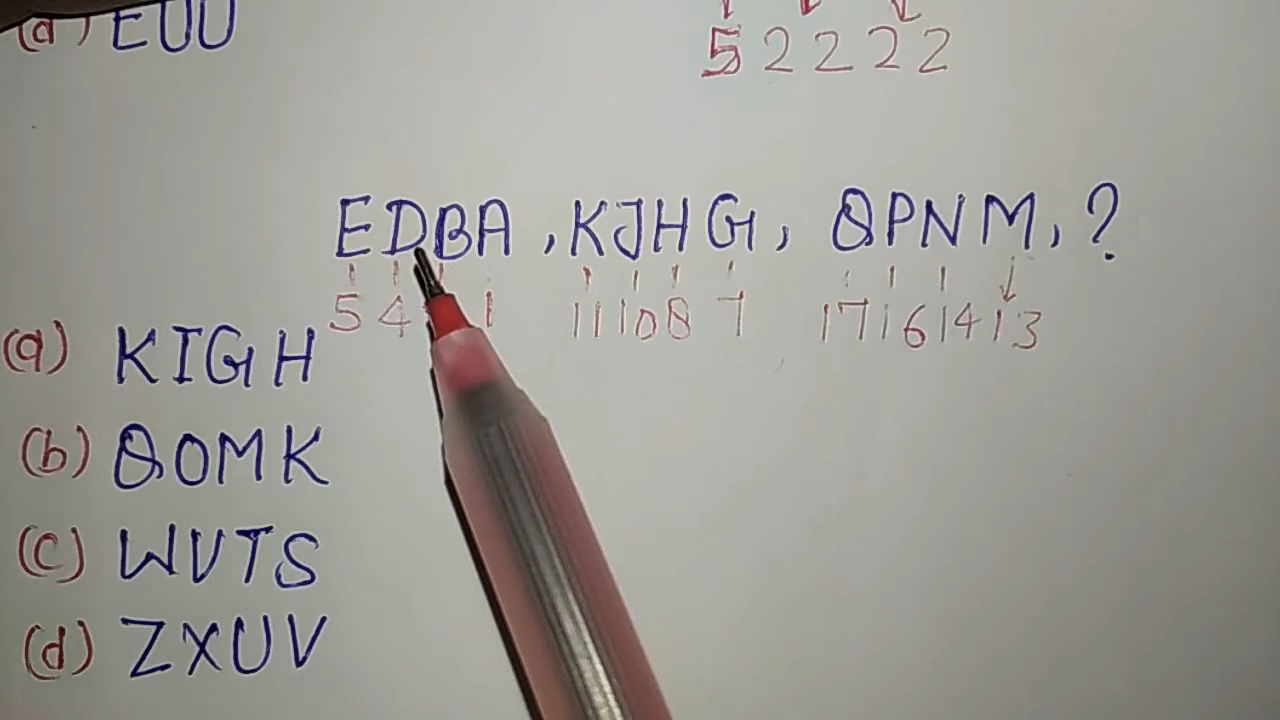 (d) EUU
5 2 2 2 2
EDBA, KJHG, QPNM, ?
5 4 1 11 10 8 7 17 16 14 13
(a) KIGH
(b) QOMK
(c) WVTS
(d) ZXUV